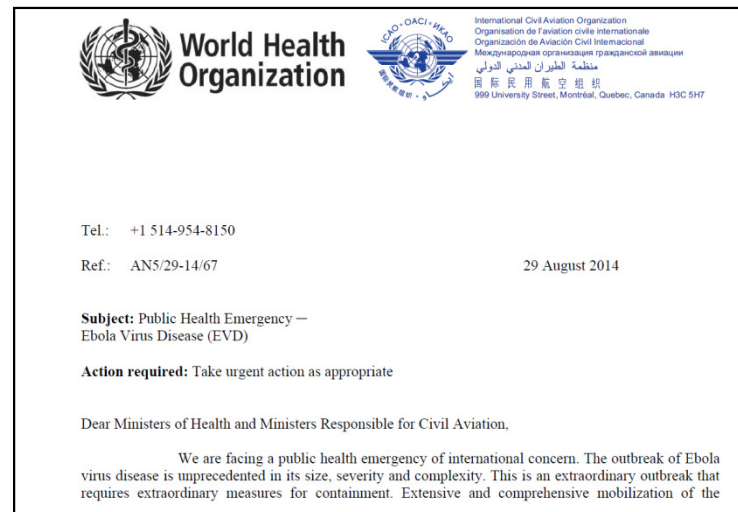 World Health
Organization
ICAO · OACI · ИКАО
International Civil Aviation Organization
Organisation de l'aviation civile internationale
Organización de Aviación Civil Internacional
Международная организация гражданской авиации
منظمة الطيران المدني الدولي
国际民用航空组织
999 University Street, Montréal, Quebec, Canada H3C 5H7
Tel.: +1 514-954-8150
Ref.: AN5/29-14/67 29 August 2014
Subject: Public Health Emergency —
Ebola Virus Disease (EVD)
Action required: Take urgent action as appropriate
Dear Ministers of Health and Ministers Responsible for Civil Aviation,
We are facing a public health emergency of international concern. The outbreak of Ebola
virus disease is unprecedented in its size, severity and complexity. This is an extraordinary outbreak that
requires extraordinary measures for containment. Extensive and comprehensive mobilization of the